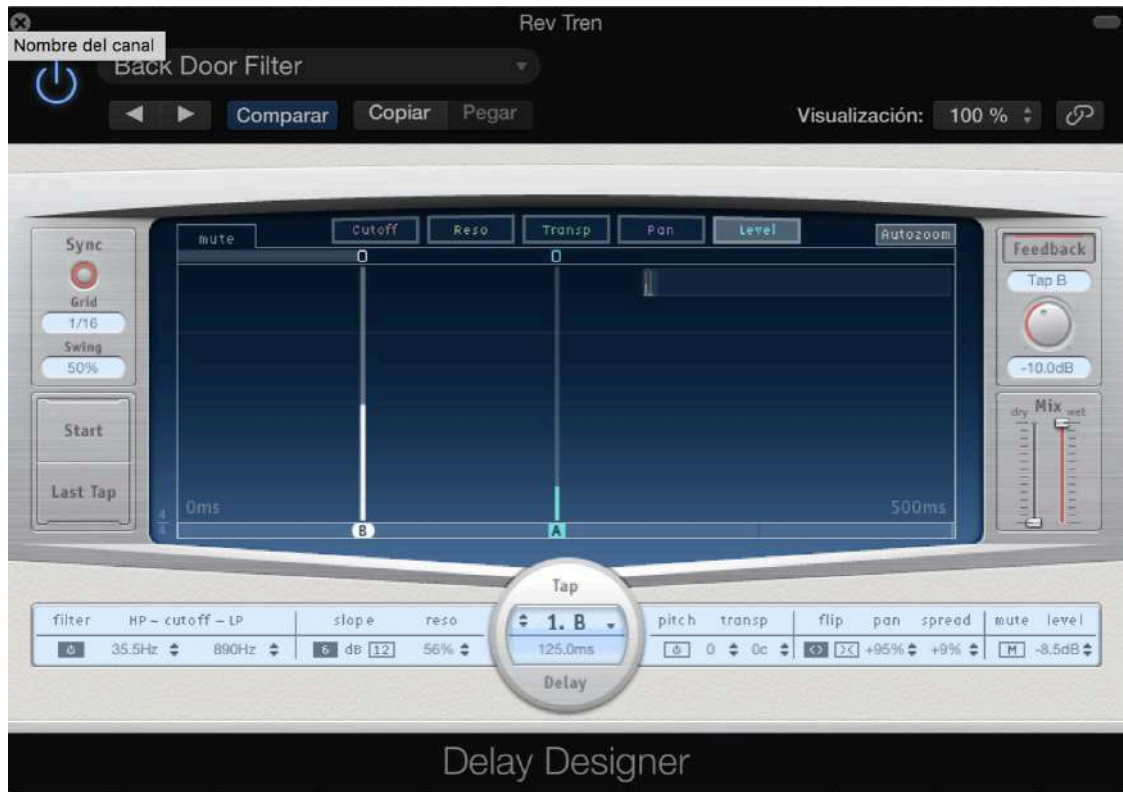 Rev Tren
Nombre del canal
Back Door Filter
Comparar Copiar Pegar Visualización: 100 %
mute Cutoff Reso Transp Pan Level Autozoom
Sync
Grid
1/16
Swing
50%
Start
Last Tap
0ms 500ms
4
4
B A
Feedback
Tap B
-10.0dB
Mix
dry wet
Tap
1. B
125.0ms
Delay
filter HP - cutoff - LP slope reso pitch transp flip pan spread mute level
35.5Hz 890Hz 6 dB 12 56% 0 0c +95% +9% M -8.5dB
Delay Designer